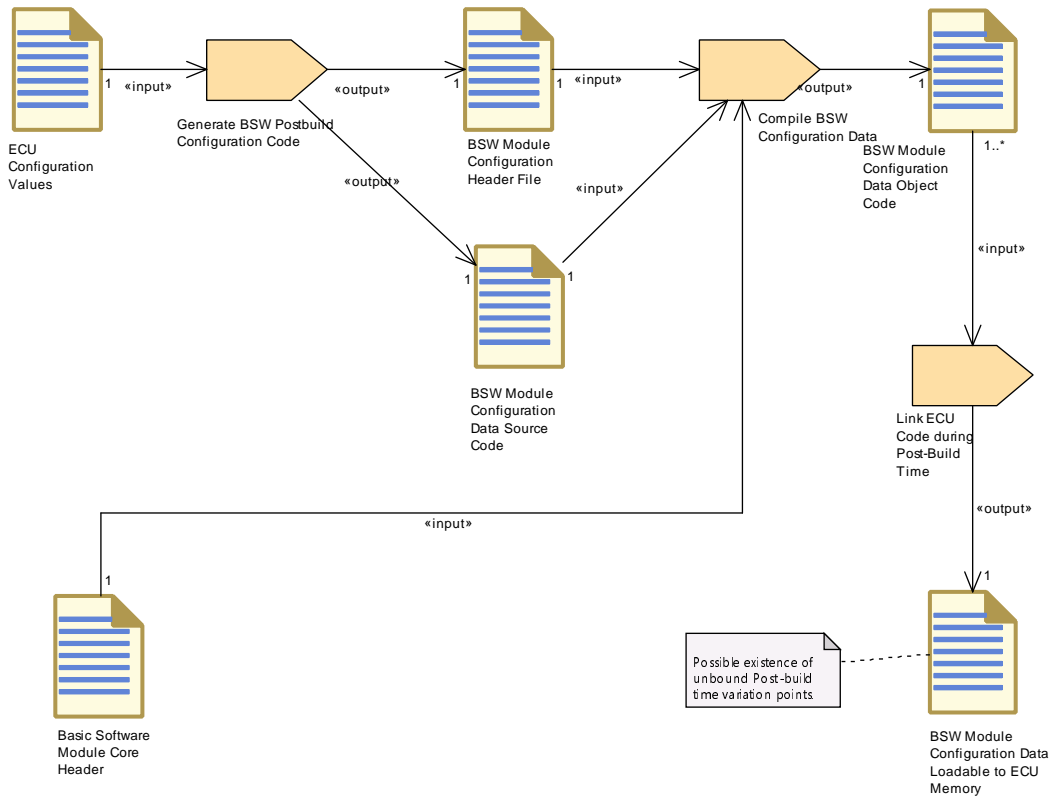 1
«input»
«output»
1
1
«input»
«output»
1
ECU
Configuration
Values
Generate BSW Postbuild
Configuration Code
BSW Module
Configuration
Header File
Compile BSW
Configuration Data
BSW Module
Configuration
Data Object
Code
1..*
«output»
«input»
1
1
«input»
BSW Module
Configuration
Data Source
Code
Link ECU
Code during
Post-Build
Time
«input»
«output»
1
1
Possible existence of
unbound Post-build
time variation points.
Basic Software
Module Core
Header
BSW Module
Configuration Data
Loadable to ECU
Memory